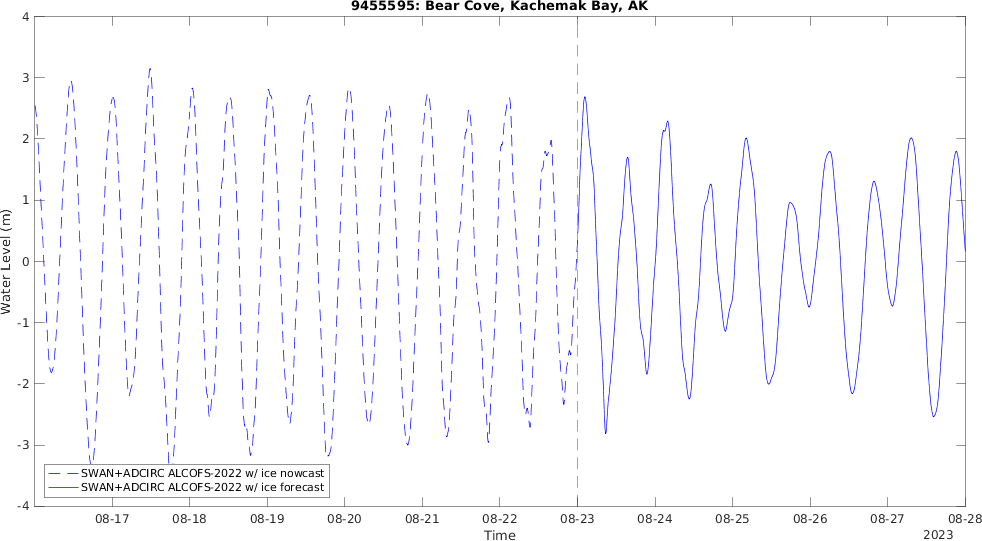 9455595: Bear Cove, Kachemak Bay, AK
4
3
2
1
0
-1
-2
-3
-4
Water Level (m)
SWAN+ADCIRC ALCOFS-2022 w/ ice nowcast
SWAN+ADCIRC ALCOFS-2022 w/ ice forecast
08-17 08-18 08-19 08-20 08-21 08-22 08-23 08-24 08-25 08-26 08-27 08-28
Time
2023